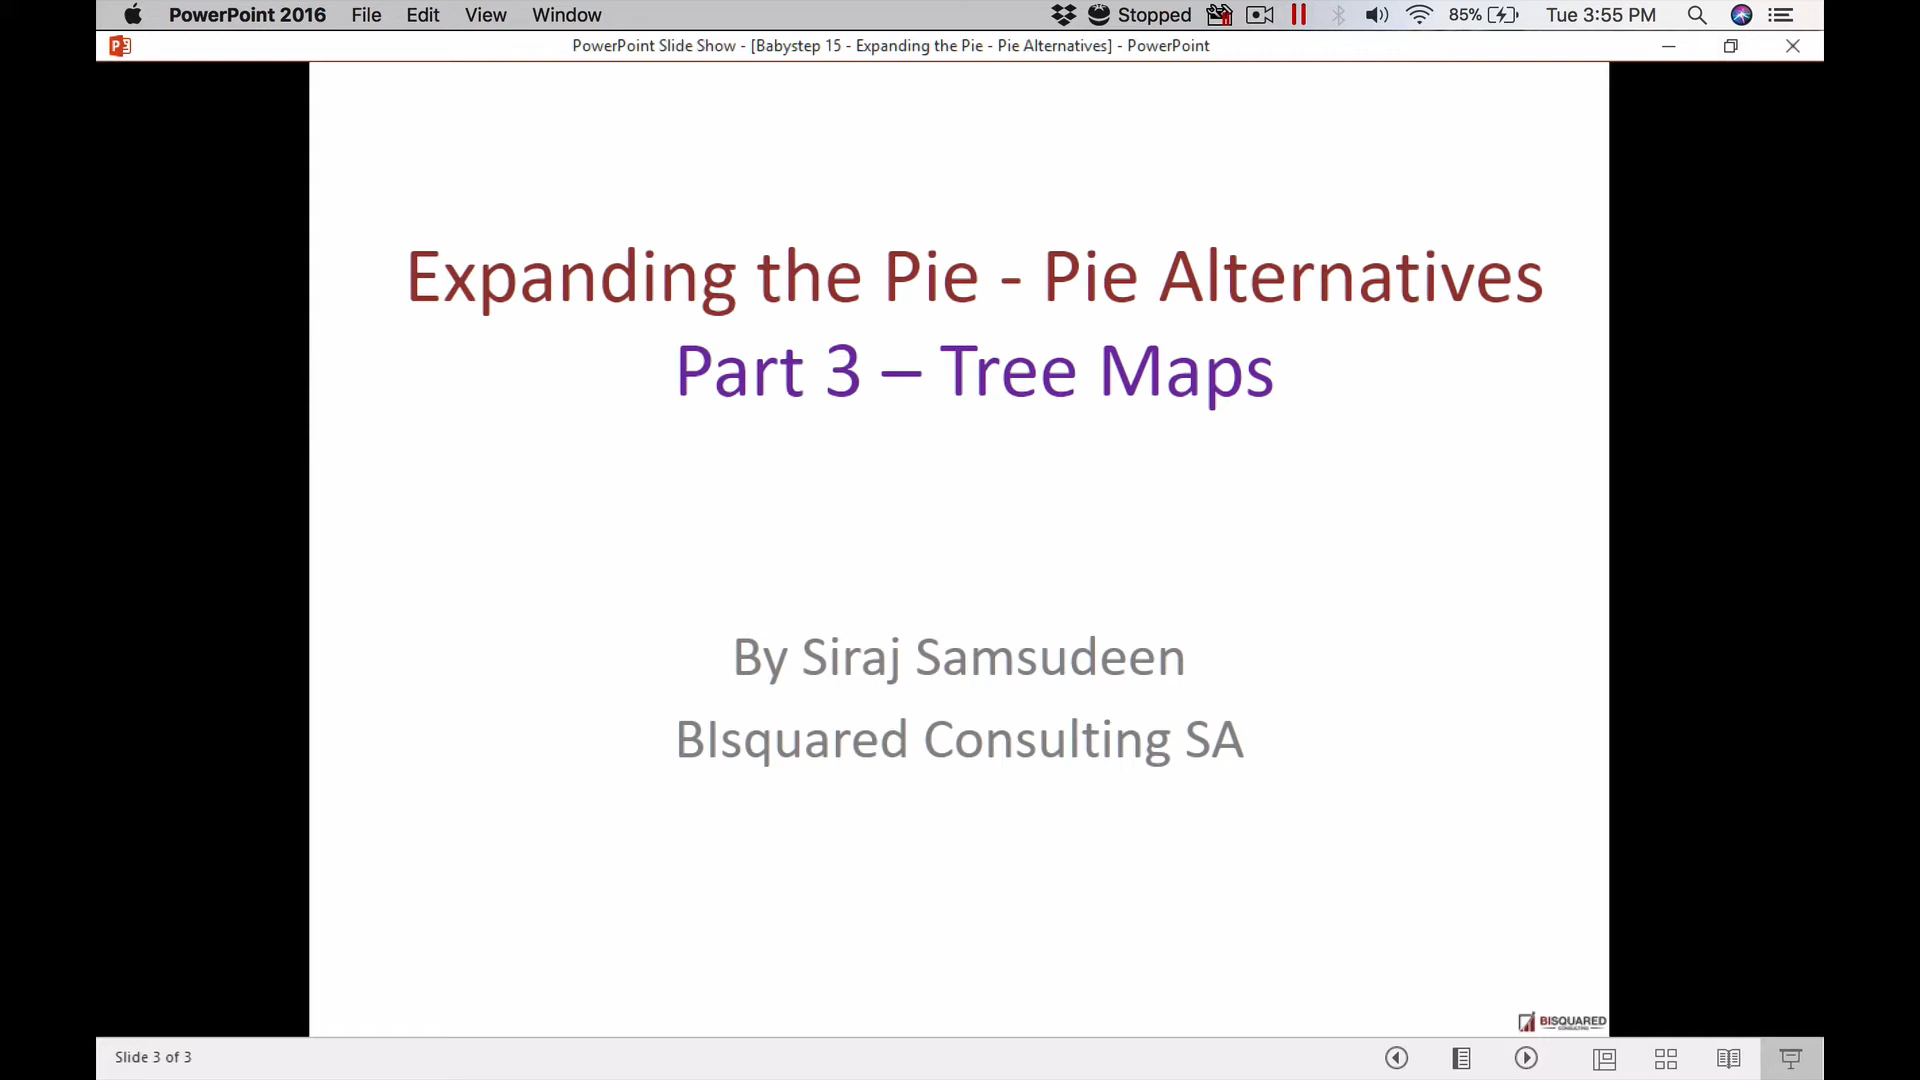 PowerPoint 2016 File Edit View Window Stopped 85% Tue 3:55 PM
PowerPoint Slide Show - [Babystep 15 - Expanding the Pie - Pie Alternatives] - PowerPoint
Expanding the Pie - Pie Alternatives
Part 3 – Tree Maps
By Siraj Samsudeen
BIsquared Consulting SA
BISQUARED
CONSULTING
Slide 3 of 3